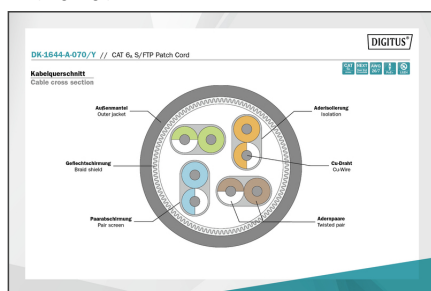 DIGITUS®
DK-1644-A-070/Y // CAT 6A S/FTP Patch Cord
Kabelquerschnitt
Cable cross section
Außenmantel
Outer jacket
Aderisolierung
Isolation
Geflechtschirmung
Braid shield
Cu-Draht
Cu-Wire
Paarabschirmung
Pair screen
Aderspaare
Twisted pair